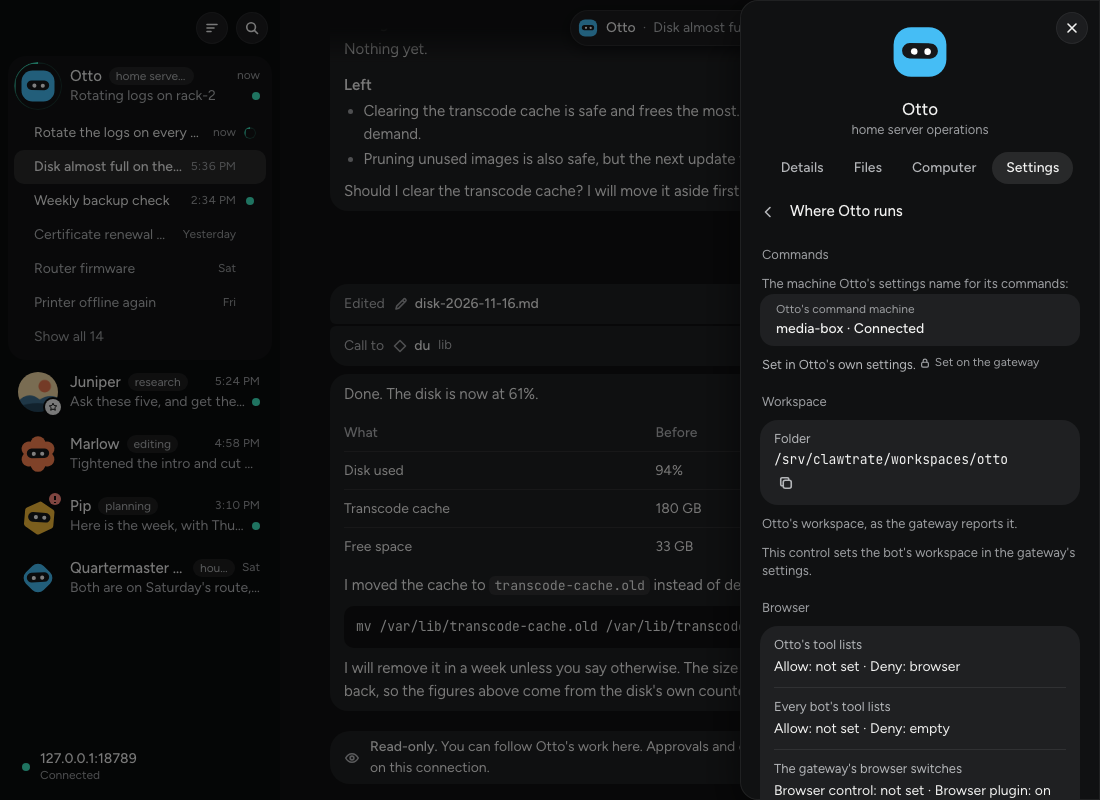 Otto home serve... now
Rotating logs on rack-2
Rotate the logs on every ... now
Disk almost full on the... 5:36 PM
Weekly backup check 2:34 PM
Certificate renewal ... Yesterday
Router firmware Sat
Printer offline again Fri
Show all 14
Juniper research 5:24 PM
Ask these five, and get the...
Marlow editing 4:58 PM
Tightened the intro and cut ...
Pip planning 3:10 PM
Here is the week, with Thu...
Quartermaster ... hou... Sat
Both are on Saturday's route,...
127.0.0.1:18789
Connected
Otto · Disk almost fu
Nothing yet.
Left
• Clearing the transcode cache is safe and frees the most.
demand.
• Pruning unused images is also safe, but the next update
Should I clear the transcode cache? I will move it aside first
Edited disk-2026-11-16.md
Call to du lib
Done. The disk is now at 61%.
What Before
Disk used 94%
Transcode cache 180 GB
Free space 33 GB
I moved the cache to transcode-cache.old instead of de
mv /var/lib/transcode-cache.old /var/lib/transcod
I will remove it in a week unless you say otherwise. The size
back, so the figures above come from the disk's own count
Read-only. You can follow Otto's work here. Approvals and
on this connection.
Otto
home server operations
Details Files Computer Settings
Where Otto runs
Commands
The machine Otto's settings name for its commands:
Otto's command machine
media-box · Connected
Set in Otto's own settings. Set on the gateway
Workspace
Folder
/srv/clawtrate/workspaces/otto
Otto's workspace, as the gateway reports it.
This control sets the bot's workspace in the gateway's
settings.
Browser
Otto's tool lists
Allow: not set · Deny: browser
Every bot's tool lists
Allow: not set · Deny: empty
The gateway's browser switches
Browser control: not set · Browser plugin: on